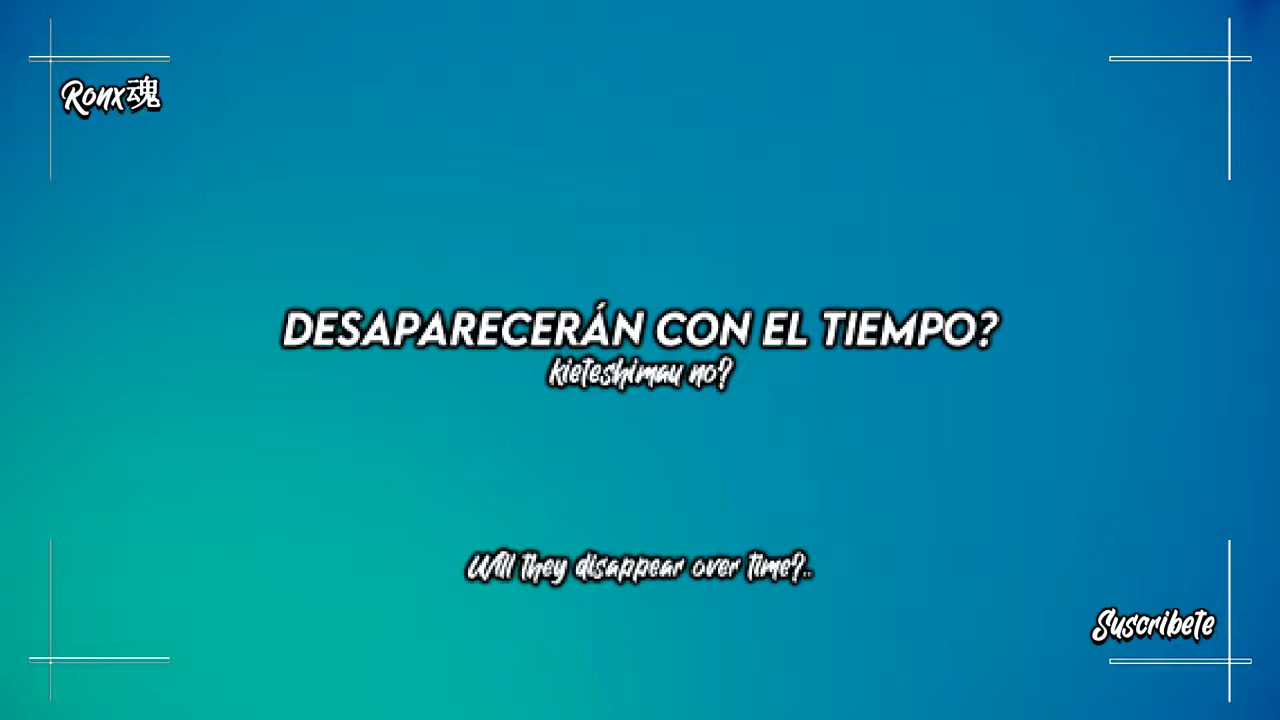 Ronx魂
DESAPARECERÁN CON EL TIEMPO?
kieteshimau no?
Will they disappear over time?..
Suscribete